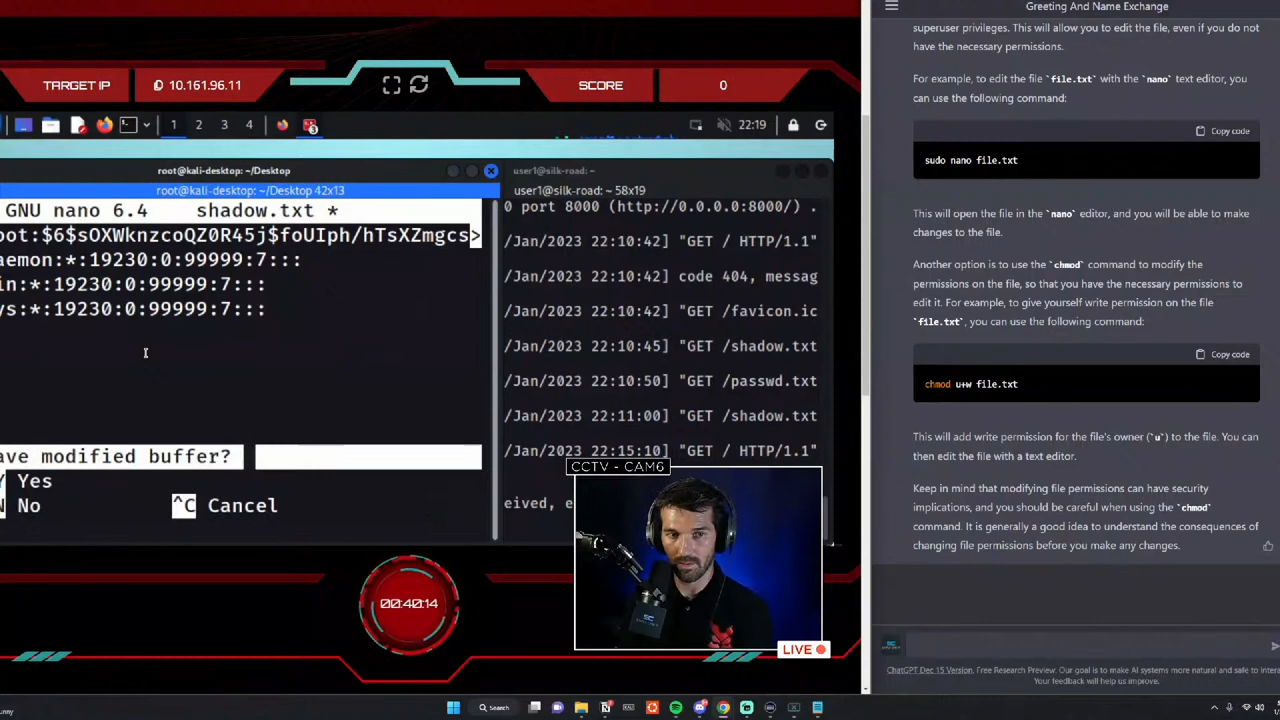 TARGET IP
10.161.96.11
SCORE
0
1 2 3 4
3
22:19
root@kali-desktop: ~/Desktop
root@kali-desktop: ~/Desktop 42x13
GNU nano 6.4 shadow.txt *
oot:$6$sOXWknzcoQZ0R45j$foUIph/hTsXZmgcs>
aemon:*:19230:0:99999:7:::
in:*:19230:0:99999:7:::
ys:*:19230:0:99999:7:::
ave modified buffer?
Y Yes
N No ^C Cancel
user1@silk-road: ~
user1@silk-road: ~ 58x19
0 port 8000 (http://0.0.0.0:8000/) .
/Jan/2023 22:10:42] "GET / HTTP/1.1"
/Jan/2023 22:10:42] code 404, messag
/Jan/2023 22:10:42] "GET /favicon.ic
/Jan/2023 22:10:45] "GET /shadow.txt
/Jan/2023 22:10:50] "GET /passwd.txt
/Jan/2023 22:11:00] "GET /shadow.txt
/Jan/2023 22:15:10] "GET / HTTP/1.1"
eived, e
CCTV - CAM6
SC
LIVE
00:40:14
Greeting And Name Exchange
superuser privileges. This will allow you to edit the file, even if you do not
have the necessary permissions.
For example, to edit the file `file.txt` with the `nano` text editor, you
can use the following command:
Copy code
sudo nano file.txt
This will open the file in the `nano` editor, and you will be able to make
changes to the file.
Another option is to use the `chmod` command to modify the
permissions on the file, so that you have the necessary permissions to
edit it. For example, to give yourself write permission on the file
`file.txt`, you can use the following command:
Copy code
chmod u+w file.txt
This will add write permission for the file's owner (`u`) to the file. You can
then edit the file with a text editor.
Keep in mind that modifying file permissions can have security
implications, and you should be careful when using the `chmod`
command. It is generally a good idea to understand the consequences of
changing file permissions before you make any changes.
SC
ChatGPT Dec 15 Version. Free Research Preview. Our goal is to make AI systems more natural and safe to intera
Your feedback will help us improve.
unny
Search